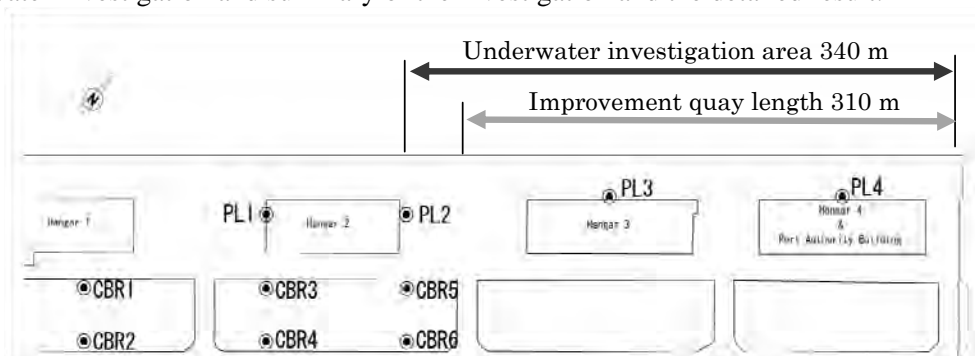 Underwater investigation area 340 m
Improvement quay length 310 m
N
PL1
PL2
PL3
PL4
Hangar 1
Hangar 2
Hangar 3
Hangar 4
&
Port Authority Building
CBR1
CBR3
CBR5
CBR2
CBR4
CBR6